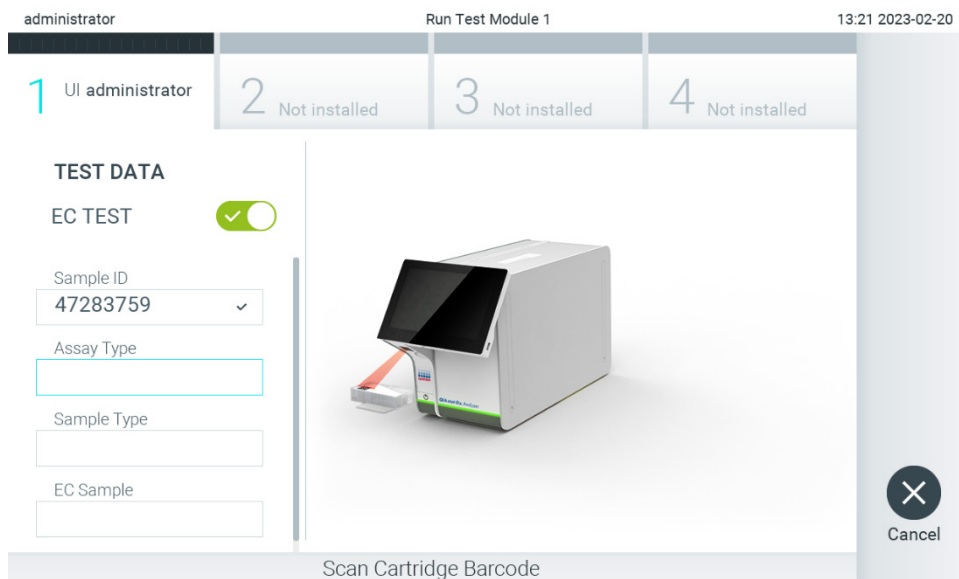 administrator Run Test Module 1 13:21 2023-02-20
1 UI administrator
2 Not installed
3 Not installed
4 Not installed
TEST DATA
EC TEST
Sample ID
47283759
Assay Type
Sample Type
EC Sample
Cancel
Scan Cartridge Barcode